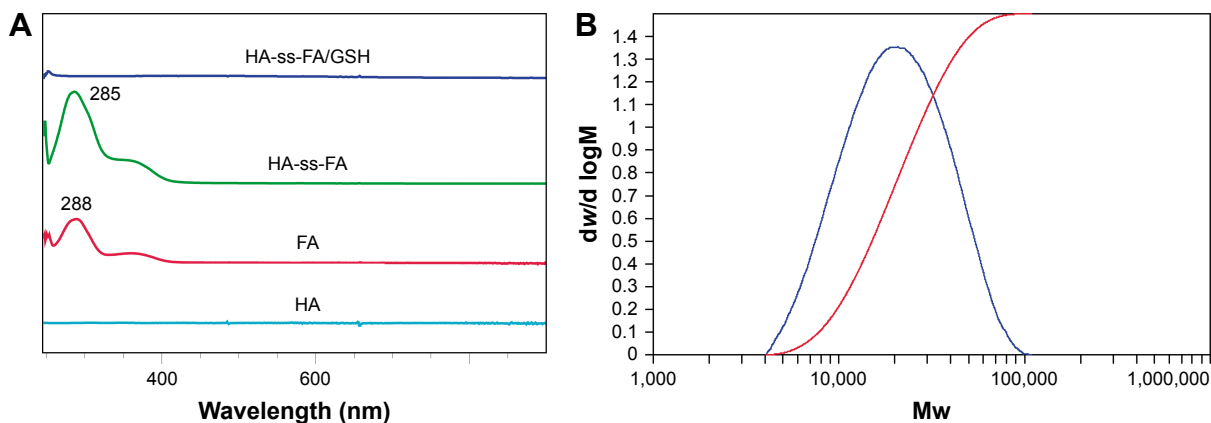 A
HA-ss-FA/GSH
285
HA-ss-FA
288
FA
HA
400 600
Wavelength (nm)
B
1.4
1.3
1.2
1.1
1
0.9
0.8
0.7
0.6
0.5
0.4
0.3
0.2
0.1
0
dw/d logM
1,000 10,000 100,000 1,000,000
Mw